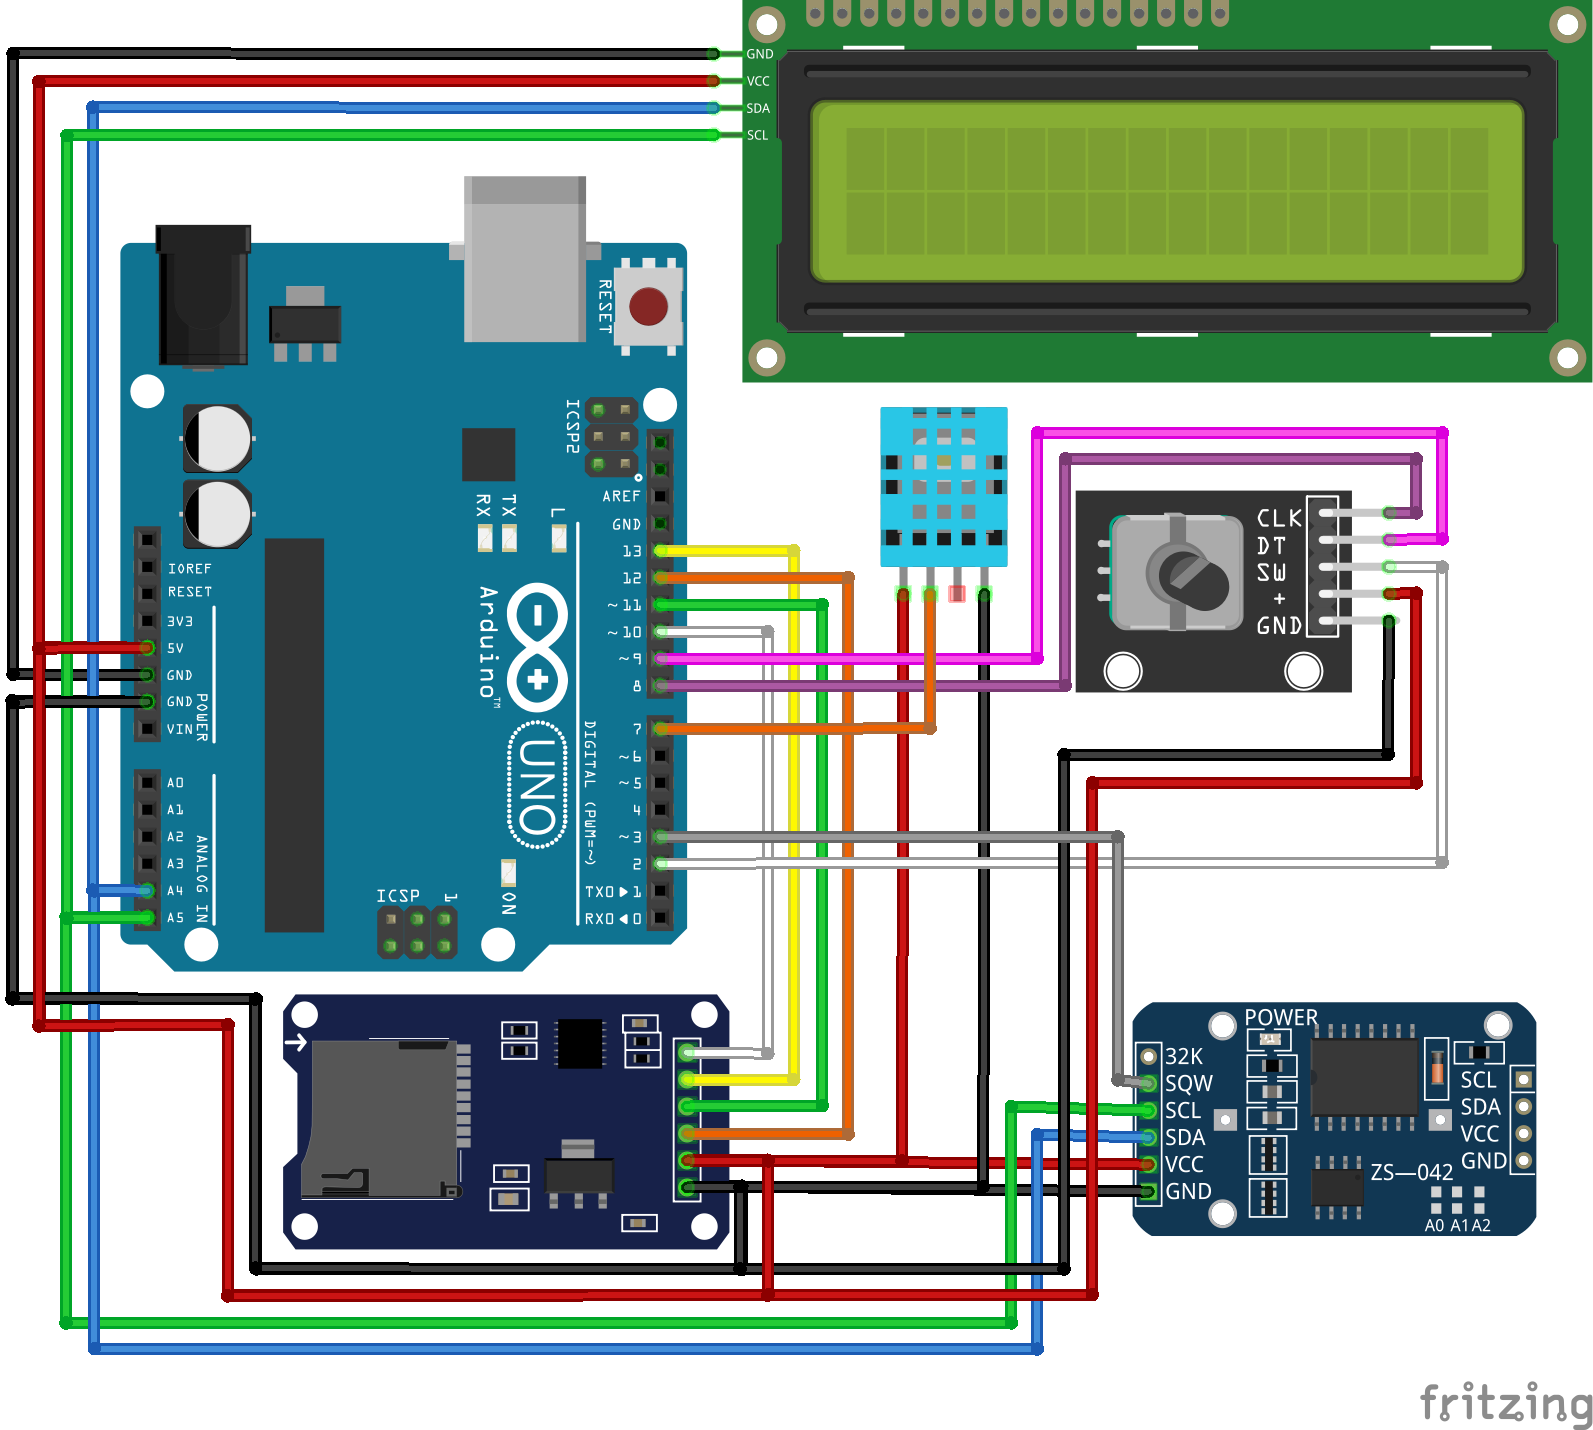 GND
VCC
SDA
SCL
RESET
ICSP2
AREF
GND
RX
TX
L
13
12
~11
~10
~9
8
IOREF
RESET
3V3
5V
GND
GND
VIN
POWER
Arduino™
UNO
DIGITAL (PWM=~)
7
~6
~5
4
~3
2
TX0▶1
RX0◀0
A0
A1
A2
A3
A4
A5
ANALOG IN
ICSP
1
ON
CLK
DT
SW
+
GND
POWER
32K
SQW
SCL
SDA
VCC
GND
SCL
SDA
VCC
GND
ZS—042
A0 A1 A2
fritzing